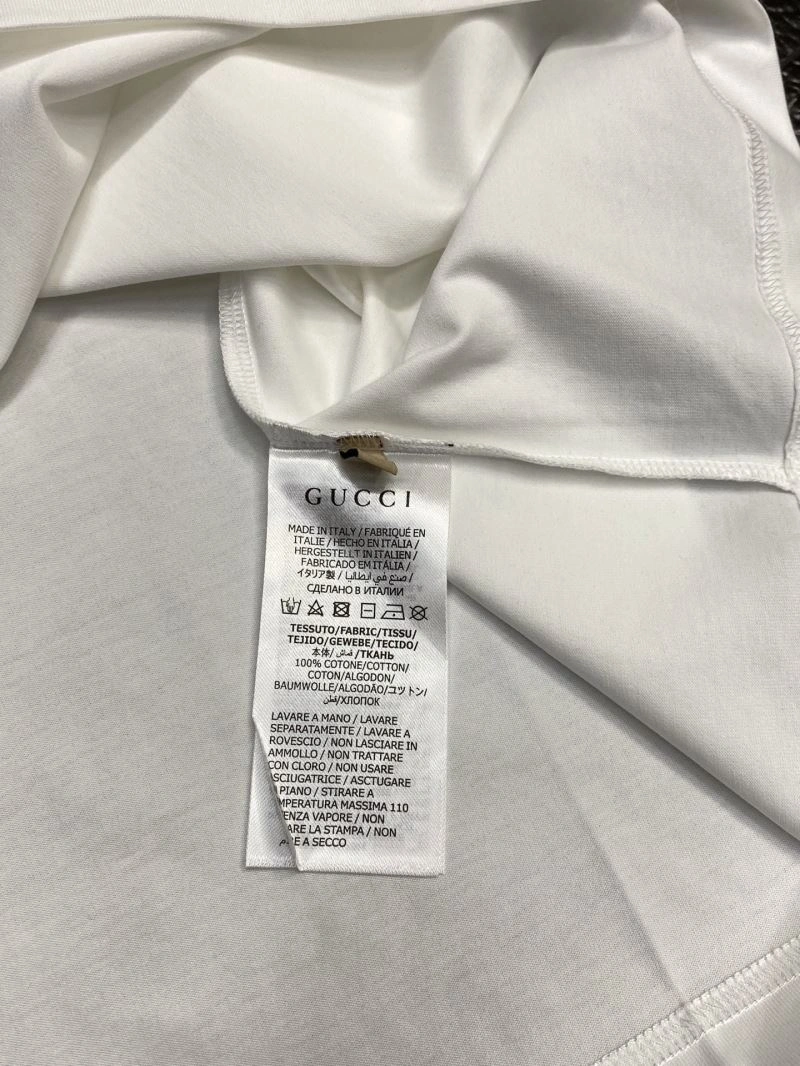 GUCCI
MADE IN ITALY / FABRIQUÉ EN
ITALIE / HECHO EN ITALIA /
HERGESTELLT IN ITALIEN /
FABRICADO EM ITÁLIA /
イタリア製 / صنع في ايطاليا /
СДЕЛАНО В ИТАЛИИ
TESSUTO/FABRIC/TISSU/
TEJIDO/GEWEBE/TECIDO/
本体/ قماش /ТКАНЬ
100% COTONE/COTTON/
COTON/ALGODON/
BAUMWOLLE/ALGODÃO/コットン/
قطن/ХЛОПОК
LAVARE A MANO / LAVARE
SEPARATAMENTE / LAVARE A
ROVESCIO / NON LASCIARE IN
AMMOLLO / NON TRATTARE
CON CLORO / NON USARE
ASCIUGATRICE / ASCTUGARE
PIANO / STIRARE A
MPERATURA MASSIMA 110
ENZA VAPORE / NON
ARE LA STAMPA / NON
E A SECCO